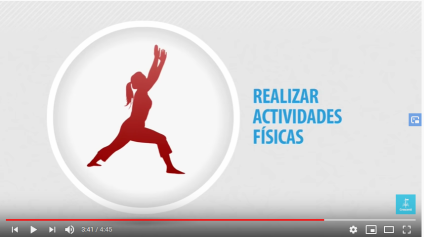 REALIZAR
ACTIVIDADES
FÍSICAS
3:41 / 4:45